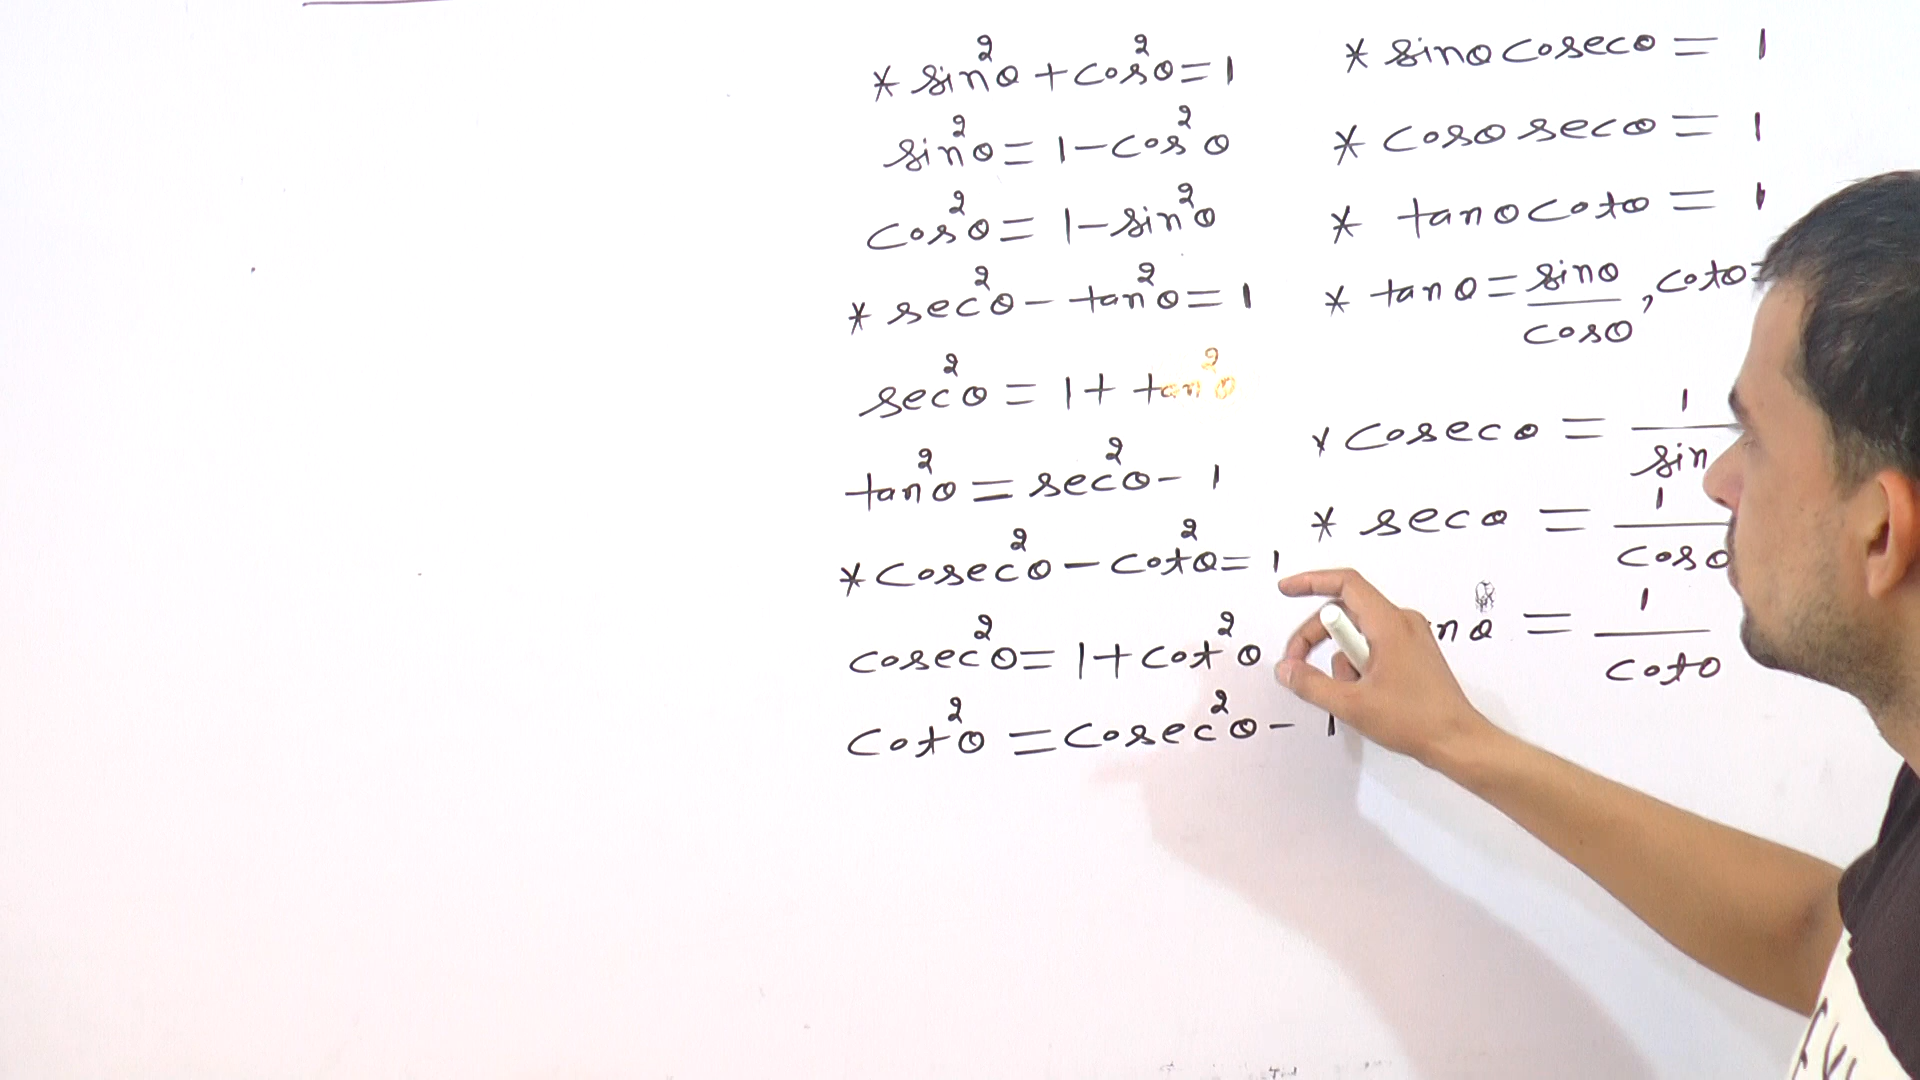 * sin²θ + cosθ² = 1
sin²θ = 1 - cos²θ
cos²θ = 1 - sin²θ
* sec²θ - tan²θ = 1
sec²θ = 1 + tan²θ
tan²θ = sec²θ - 1
* cosec²θ - cot²θ = 1
cosec²θ = 1 + cot²θ
cot²θ = cosec²θ - 1
* sinθ cosecθ = 1
* cosθ secθ = 1
* tanθ cotθ = 1
* tanθ = sinθ/cosθ, cotθ =
* cosecθ = 1/sin
* secθ = 1/cosθ
nθ = 1/cotθ